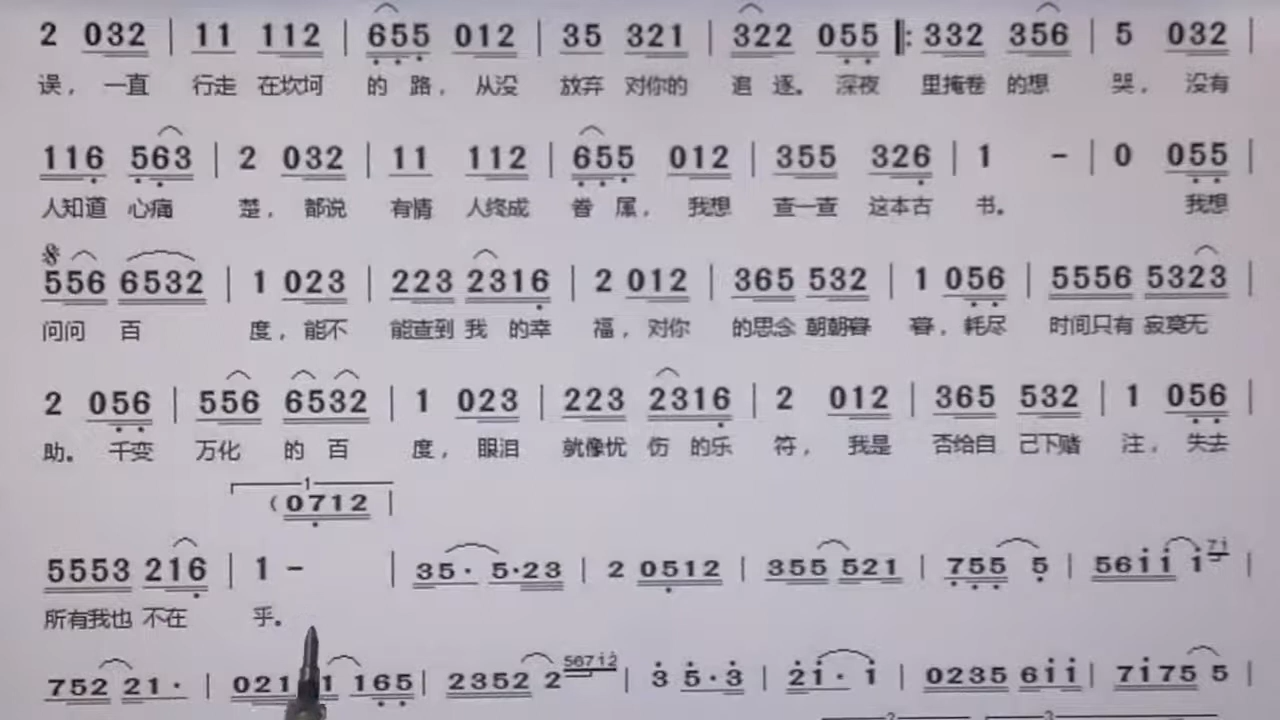 2 032 | 11 112 | 655 012 | 35 321 | 322 055 ‖: 332 356 | 5 032 |
误，一直 行走 在坎坷 的 路，从没 放弃 对你的 追 逐。深夜 里掩卷 的想 哭，没有
116 563 | 2 032 | 11 112 | 655 012 | 355 326 | 1 - | 0 055
人知道 心痛 楚，都说 有情 人终成 眷 属，我想 查一查 这本古 书。 我想
556 6532 | 1 023 | 223 2316 | 2 012 | 365 532 | 1 056 | 5556 5323 |
问问 百 度，能不 能查到 我 的幸 福，对你 的思念 朝朝暮 暮，耗尽 时间只有 寂寞无
2 056 | 556 6532 | 1 023 | 223 2316 | 2 012 | 365 532 | 1 056 |
助。千变 万化 的 百 度，眼泪 就像忧 伤 的乐 符，我是 否给自 己下赌 注，失去
1
(0712 |
5553 216 | 1 - | 35· 5·23 | 2 0512 | 355 521 | 755 5 | 56ii i 7i |
所有我也 不在 乎。
752 21· | 021 1 165 | 2352 2 567i2 | 3 5·3 | 2i· i | 0235 6ii | 7i75 5